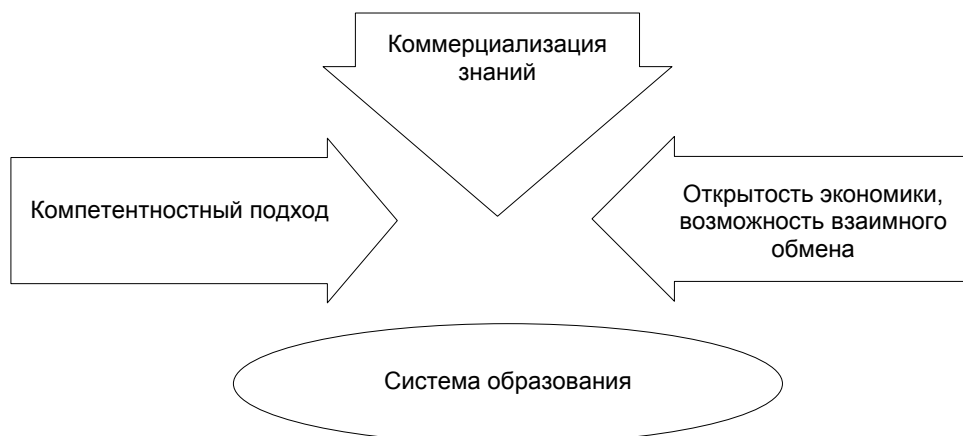 Коммерциализация
знаний
Компетентностный подход
Открытость экономики,
возможность взаимного
обмена
Система образования